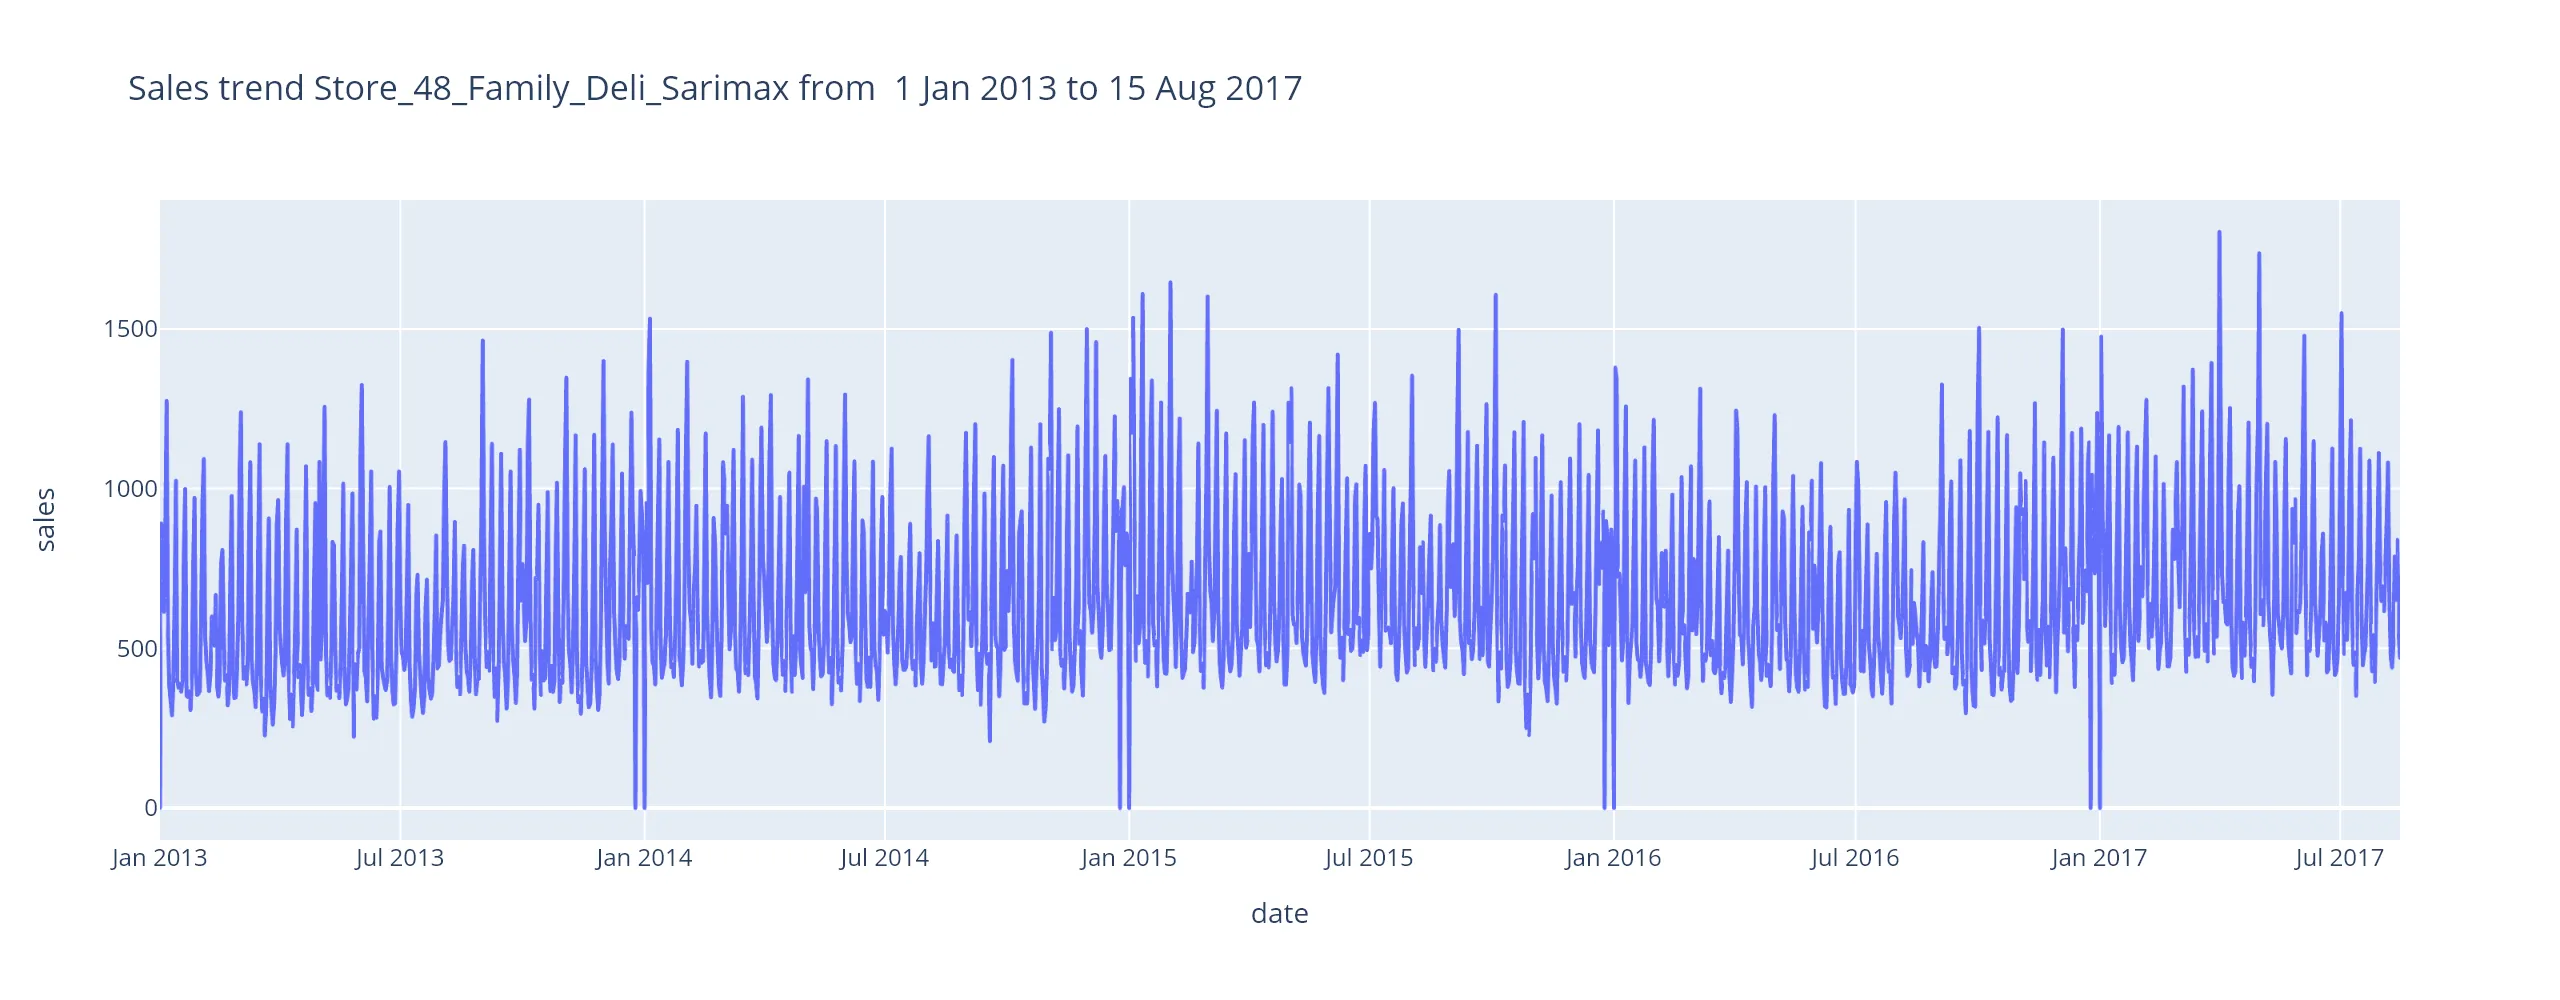 Sales trend Store_48_Family_Deli_Sarimax from  1 Jan 2013 to 15 Aug 2017
sales
1500
1000
500
0
Jan 2013 Jul 2013 Jan 2014 Jul 2014 Jan 2015 Jul 2015 Jan 2016 Jul 2016 Jan 2017 Jul 2017
date